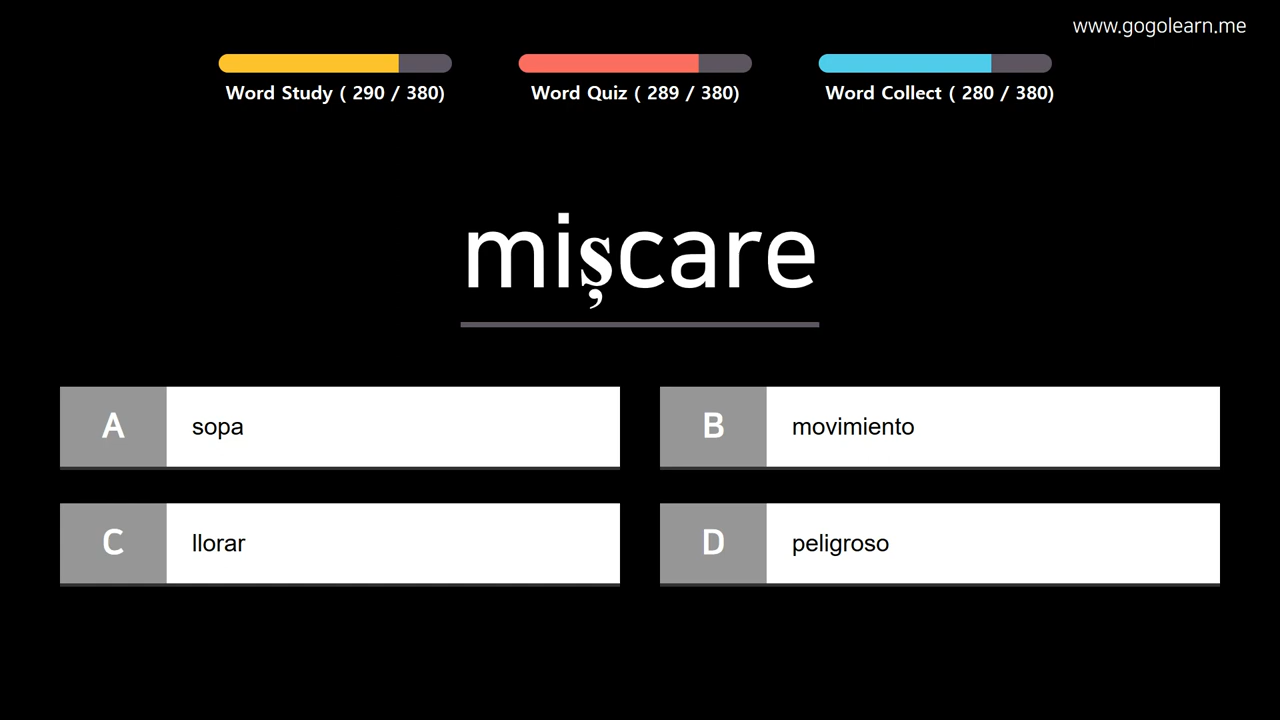 www.gogolearn.me
Word Study ( 290 / 380)
Word Quiz ( 289 / 380)
Word Collect ( 280 / 380)
mișcare
A sopa
B movimiento
C llorar
D peligroso